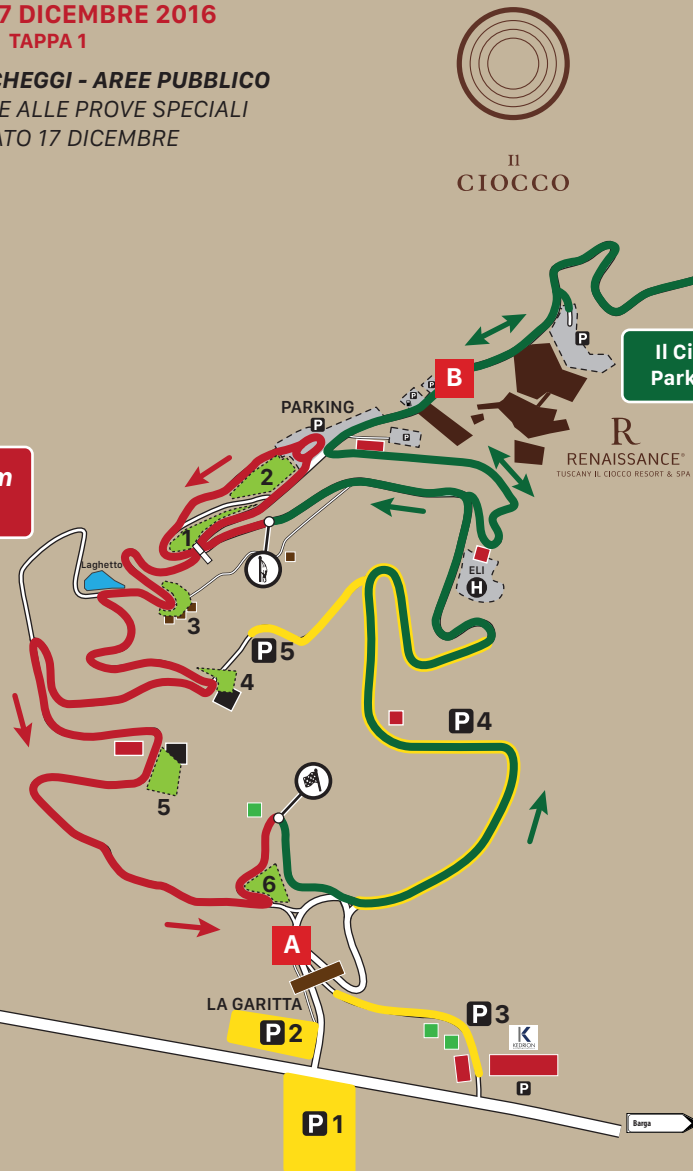 7 DICEMBRE 2016
TAPPA 1
CHEGGI - AREE PUBBLICO
E ALLE PROVE SPECIALI
ATO 17 DICEMBRE
Il
CIOCCO
P
Il Ci
Park
B
P
P
PARKING
P
P
R
RENAISSANCE®
TUSCANY IL CIOCCO RESORT & SPA
m
2
1
Laghetto
ELI
H
3
P 5
4
P 4
5
6
A
LA GARITTA
P 3
P 2
K
KEDRION
P
P 1
Barga